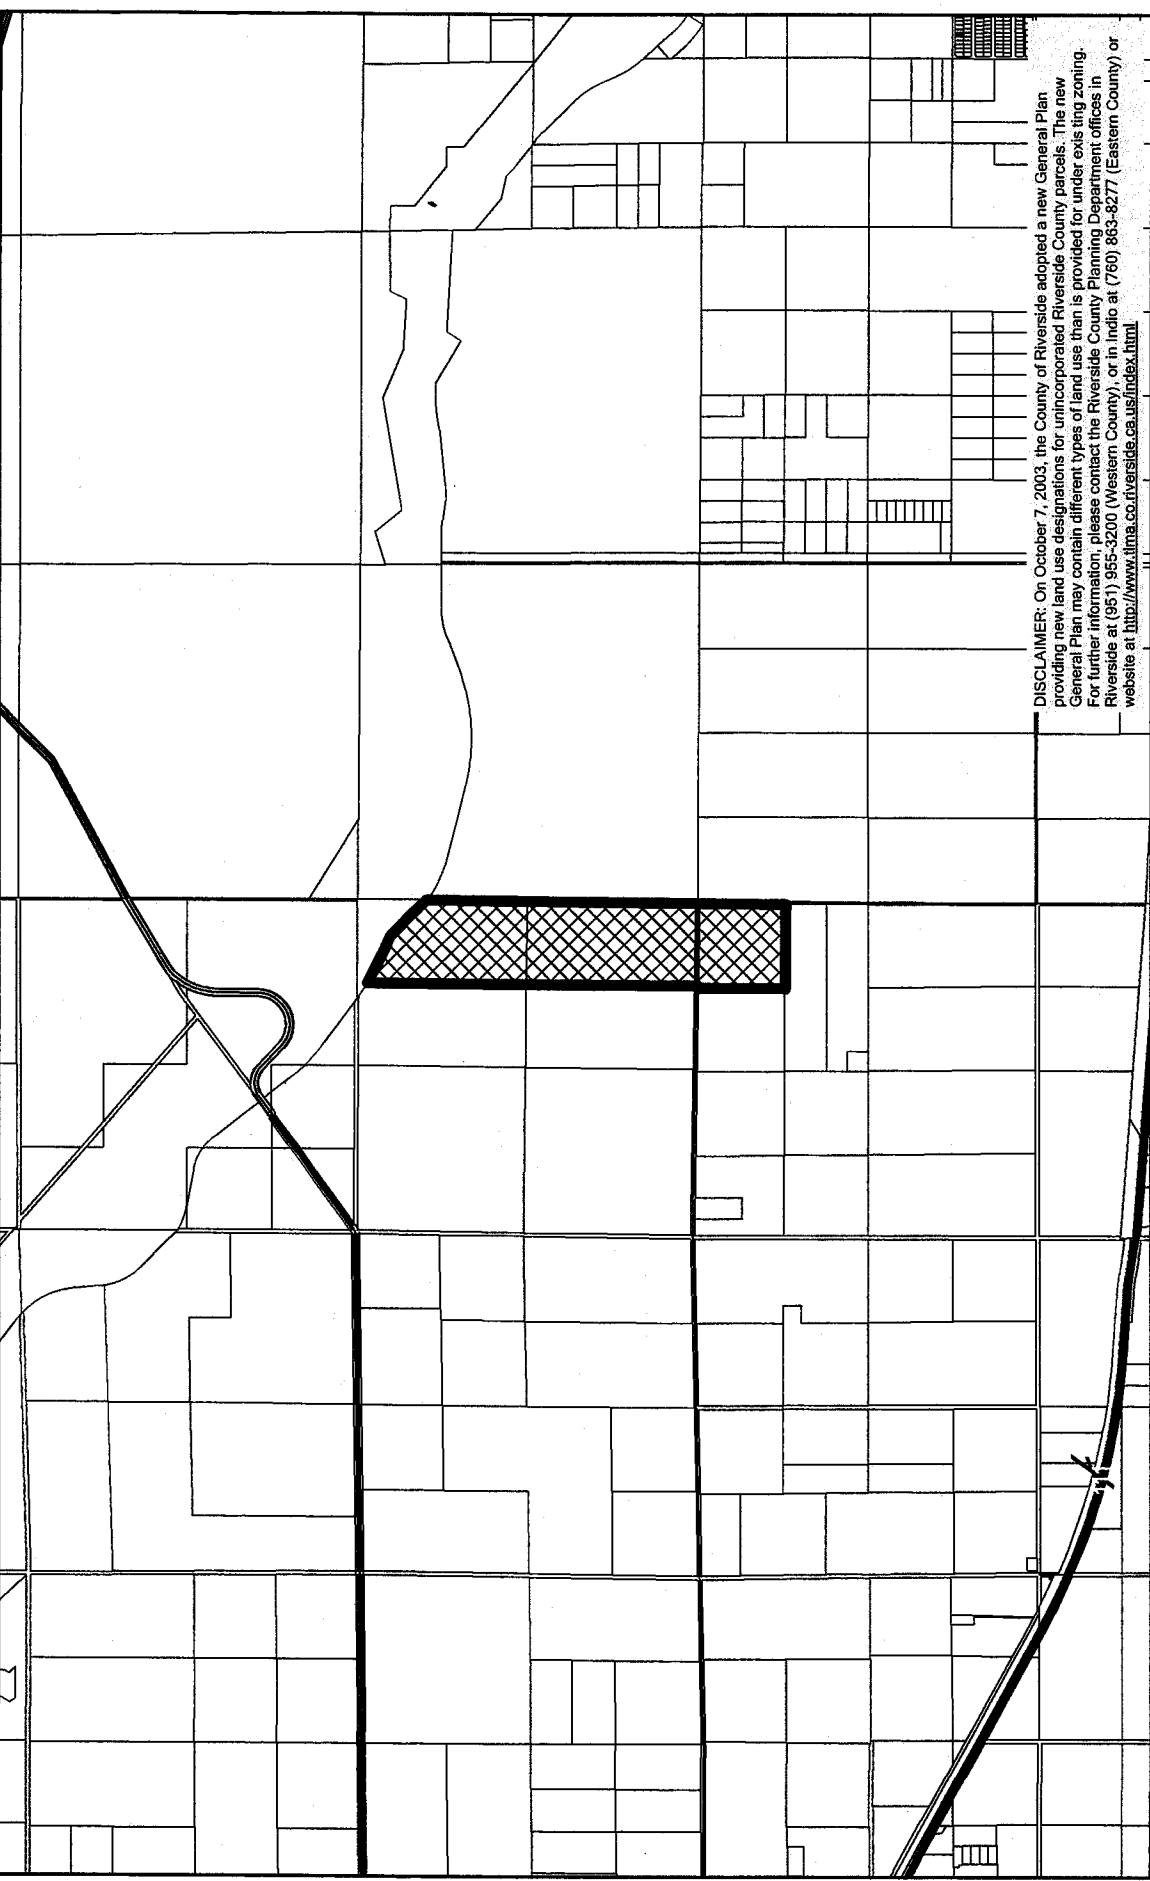 DISCLAIMER: On October 7, 2003, the County of Riverside adopted a new General Plan
providing new land use designations for unincorporated Riverside County parcels. The new
General Plan may contain different types of land use than is provided for under existing zoning.
For further information, please contact the Riverside County Planning Department offices in
Riverside at (951) 955-3200 (Western County), or in Indio at (760) 863-8277 (Eastern County) or
website at http://www.tlma.co.riverside.ca.us/index.html